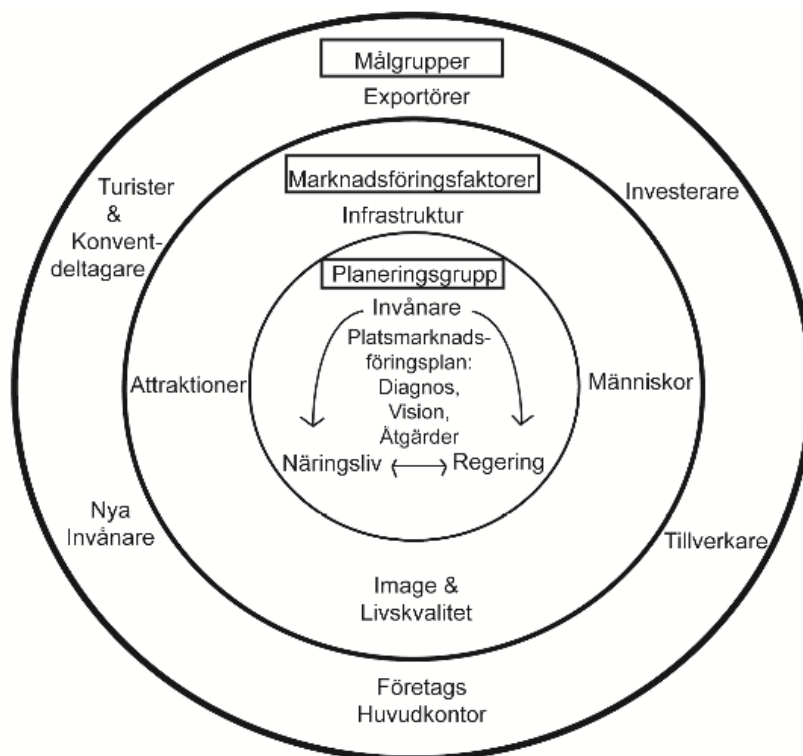 Målgrupper
Exportörer
Turister
&
Konvent-
deltagare
Investerare
Marknadsföringsfaktorer
Infrastruktur
Planeringsgrupp
Invånare
Platsmarknads-
föringsplan:
Diagnos,
Vision,
Åtgärder
Näringsliv
Regering
Attraktioner
Människor
Nya
Invånare
Tillverkare
Image &
Livskvalitet
Företags
Huvudkontor